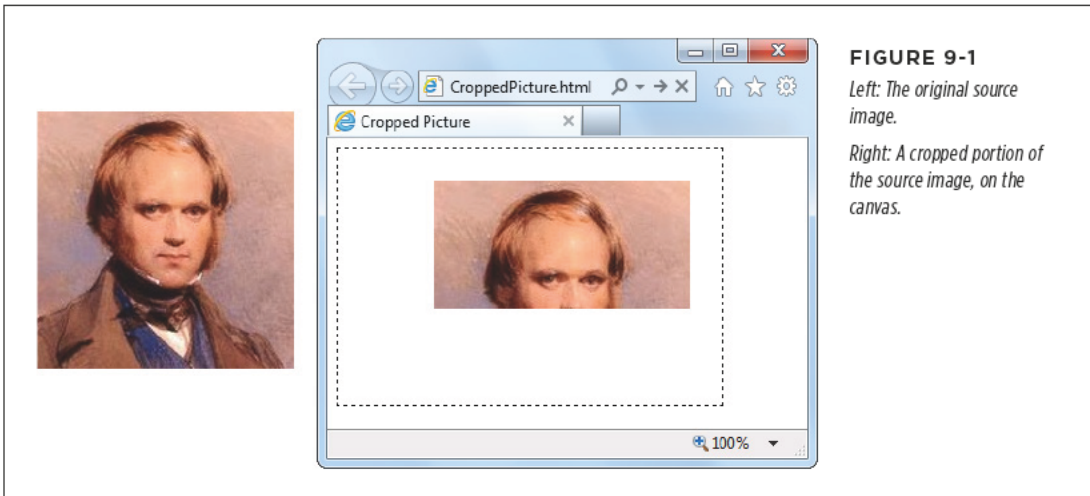 CroppedPicture.html
Cropped Picture
100%
FIGURE 9-1
Left: The original source
image.
Right: A cropped portion of
the source image, on the
canvas.